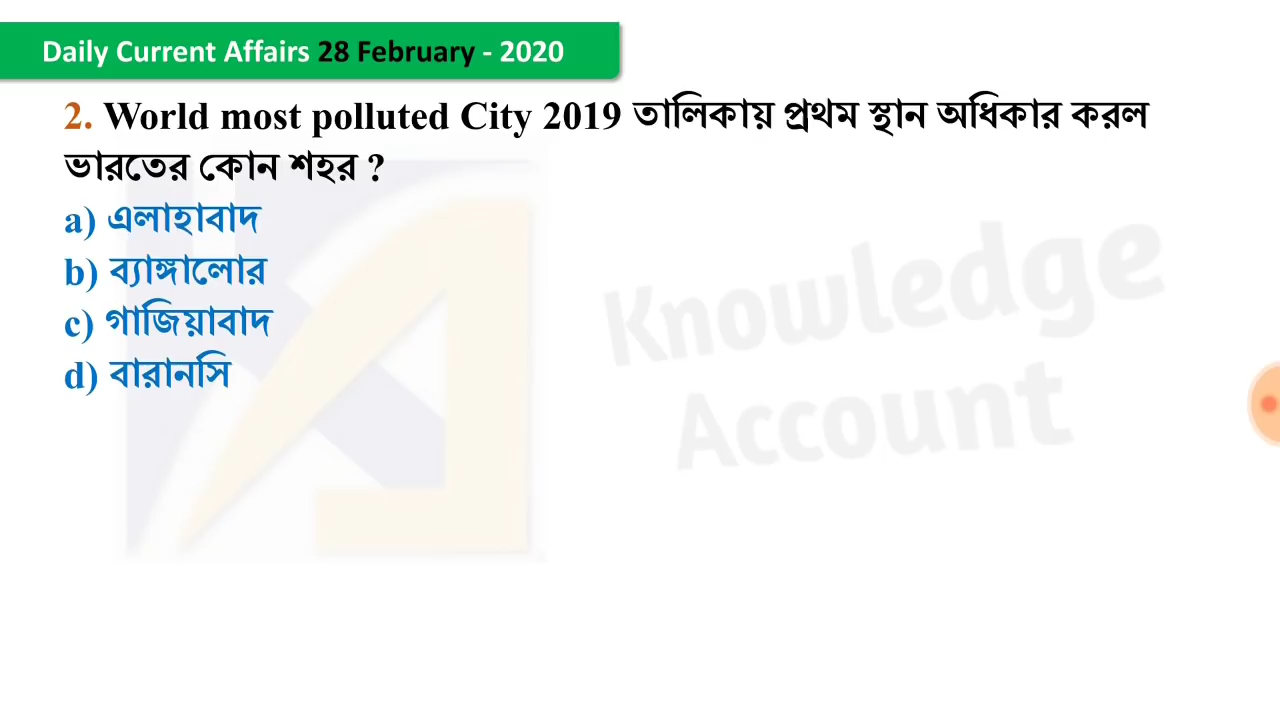 Daily Current Affairs 28 February - 2020
2. World most polluted City 2019 তালিকায় প্রথম স্থান অধিকার করল
ভারতের কোন শহর ?
a) এলাহাবাদ
b) ব্যাঙ্গালোর
c) গাজিয়াবাদ
d) বারানসি
Knowledge
Account